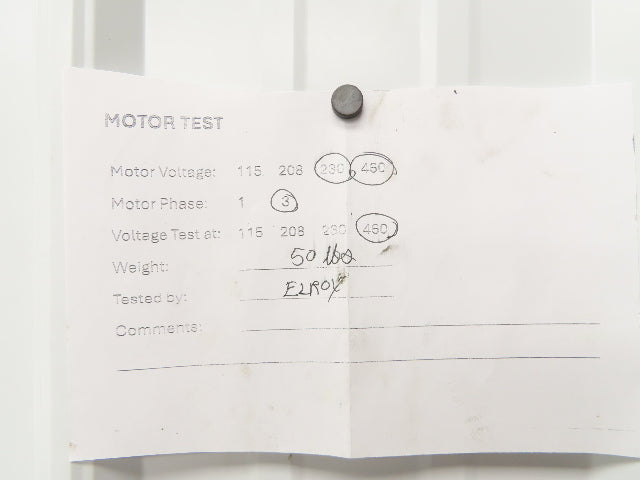 MOTOR TEST
Motor Voltage: 115 208 230 460
Motor Phase: 1 3
Voltage Test at: 115 208 230 460
Weight: 50 lbs
Tested by: ELROY
Comments: